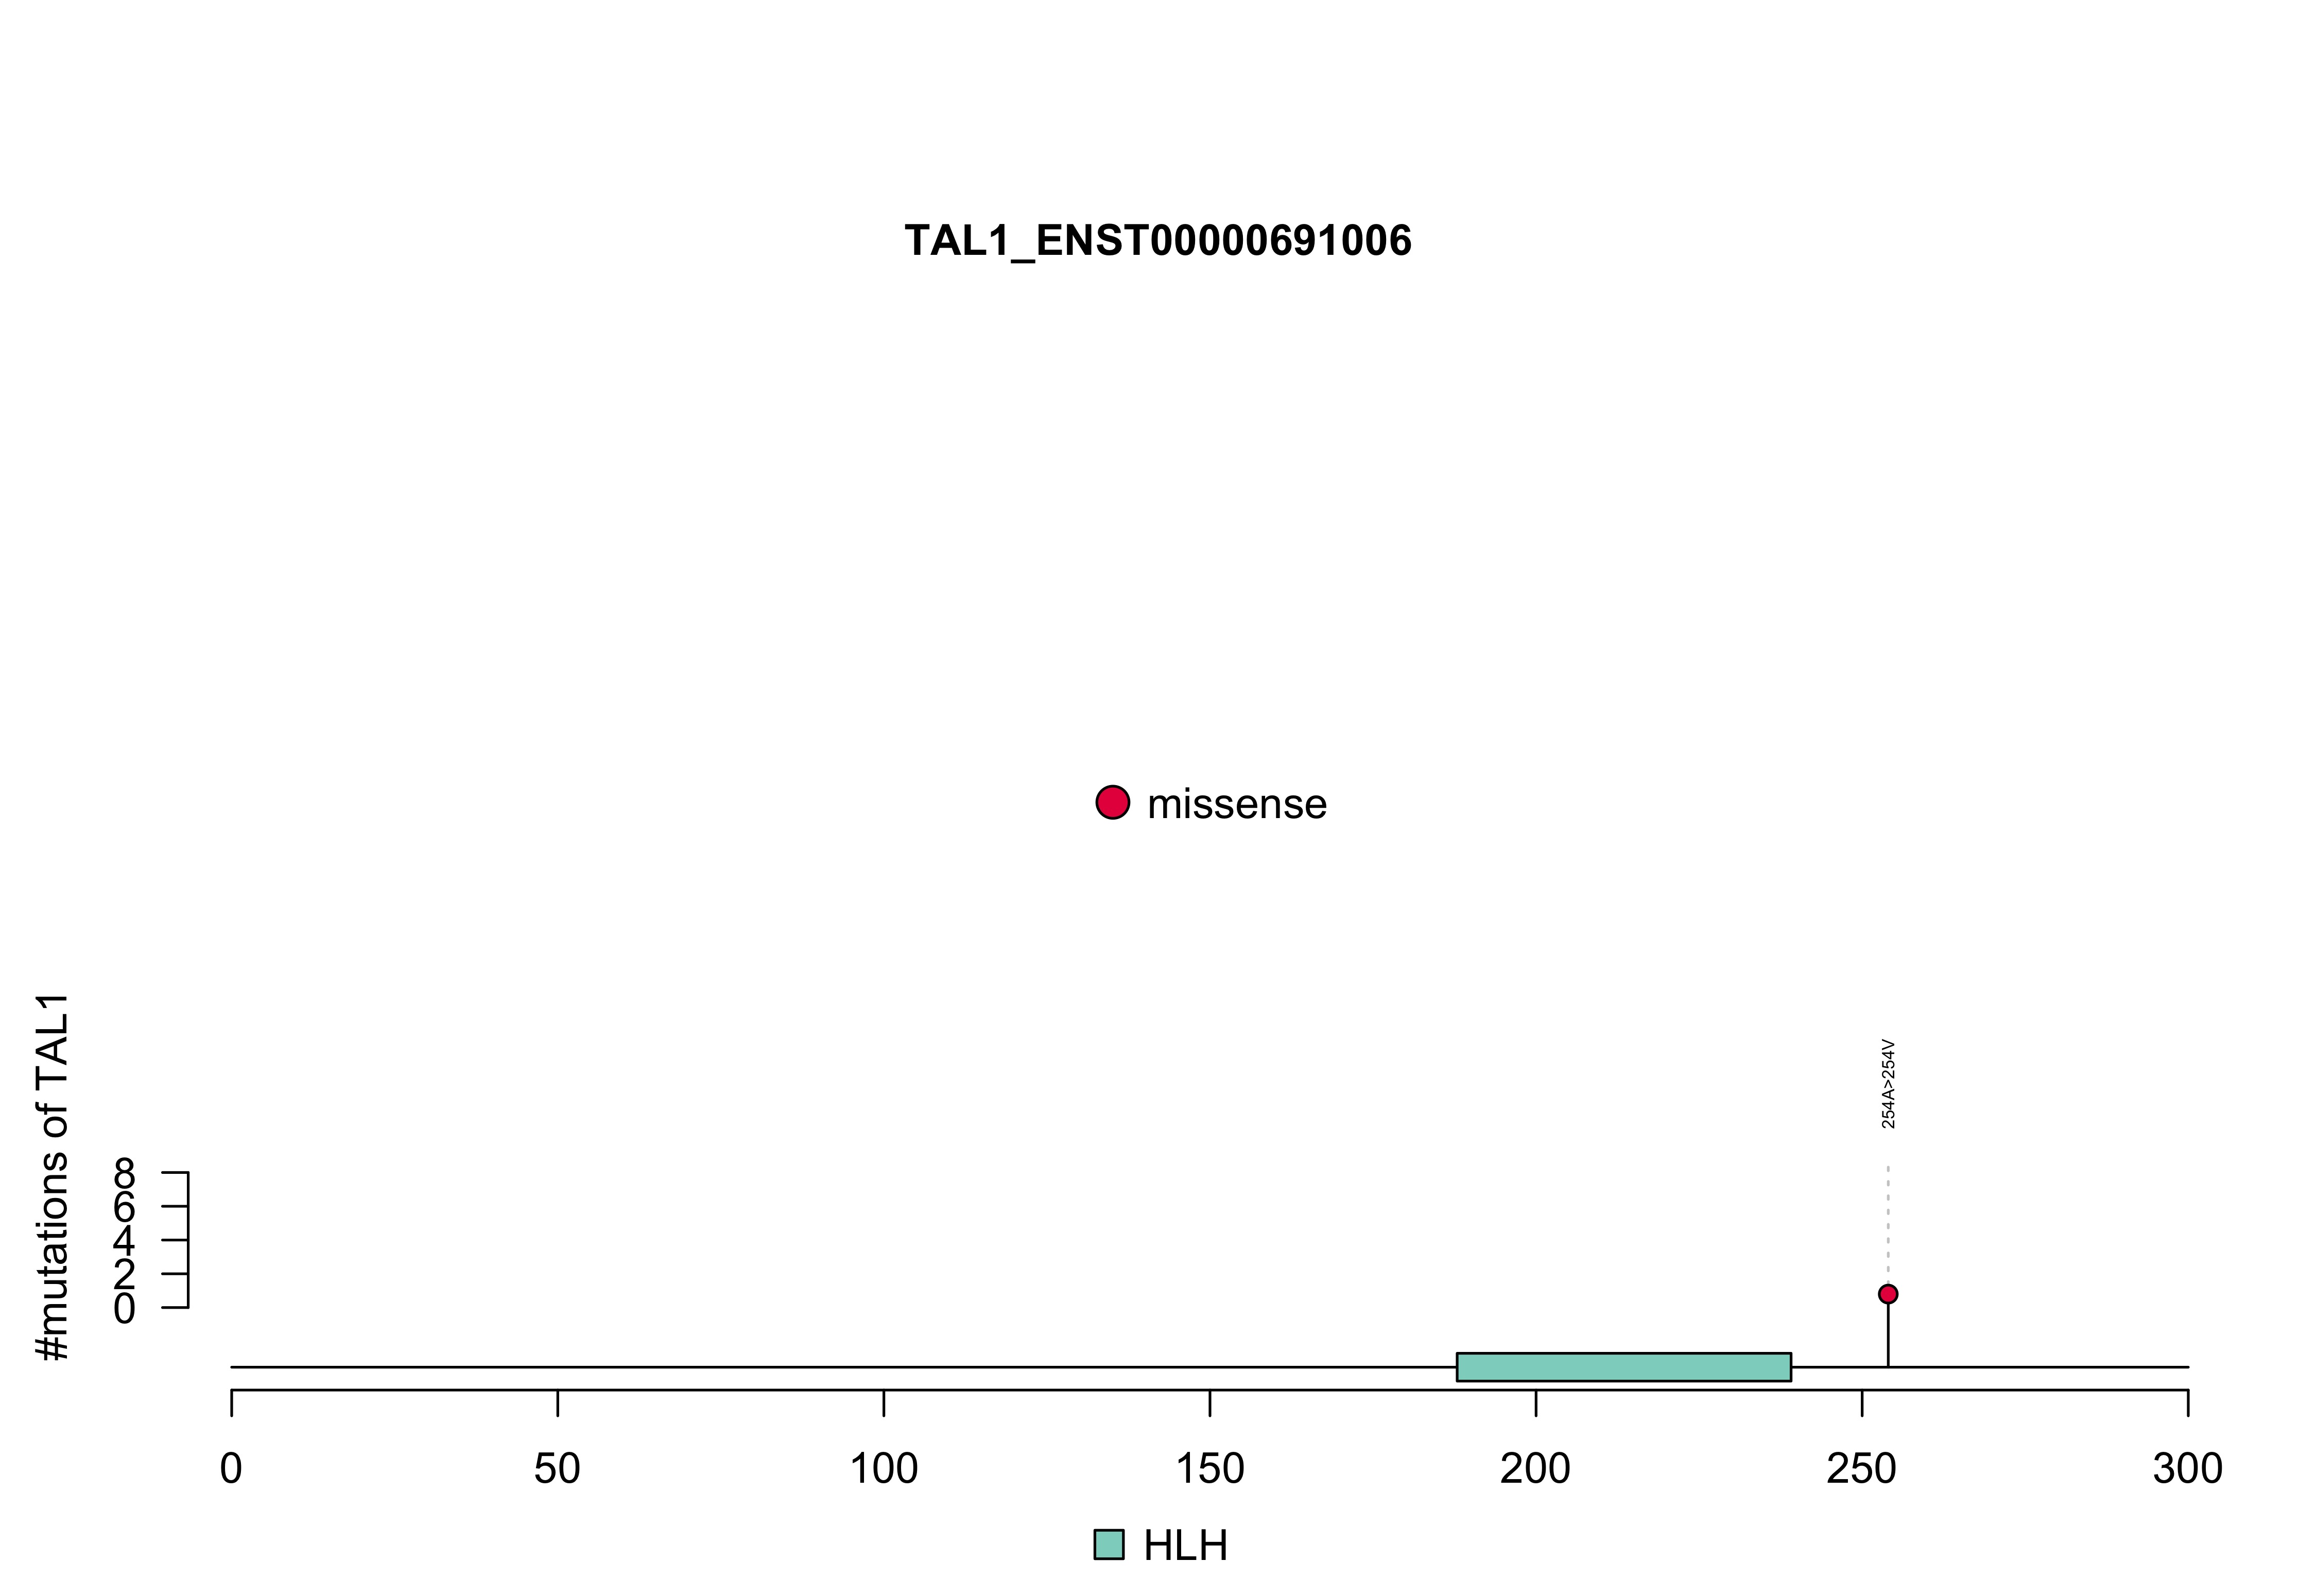 TAL1_ENST00000691006
missense
#mutations of TAL1
254A>254V
8
6
4
2
0
0 50 100 150 200 250 300
HLH